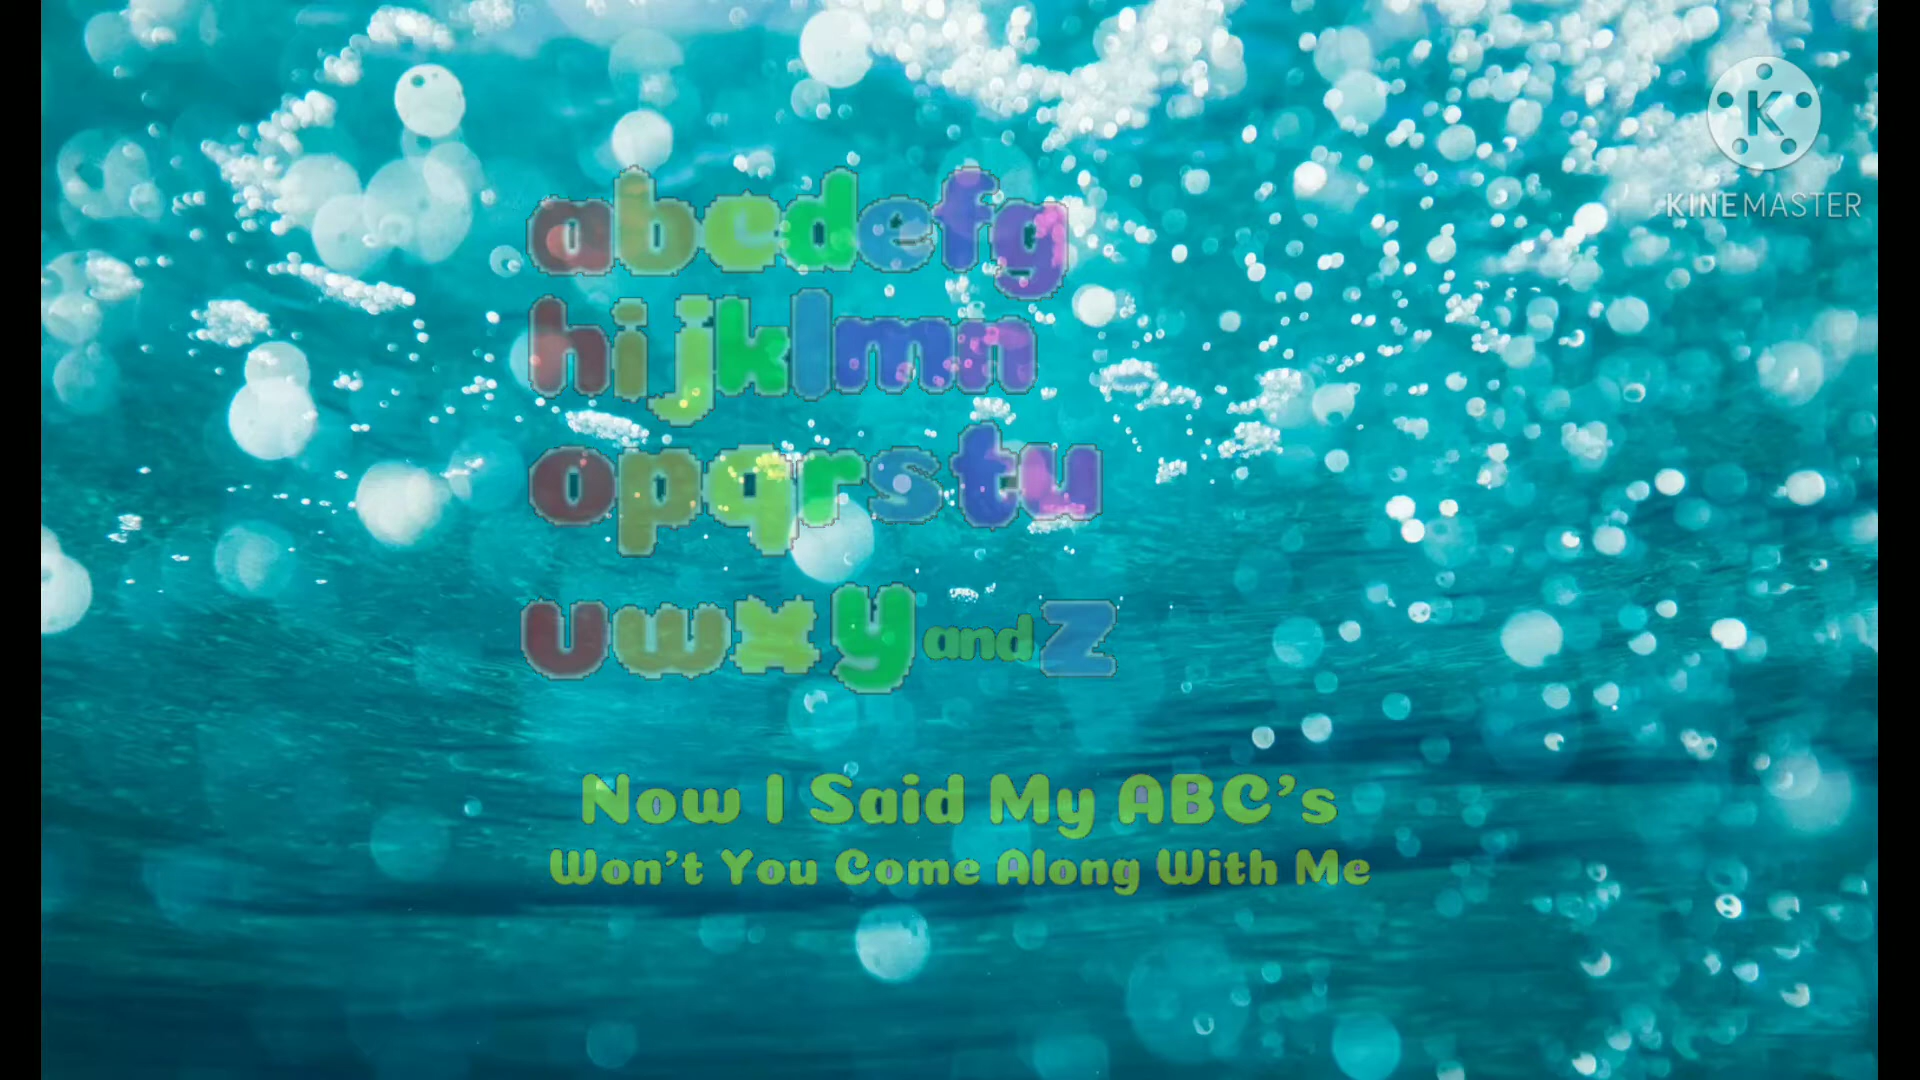 K
KINEMASTER
abcdefg
hijklmn
opqrstu
uwxy and z
Now I Said My ABC's
Won't You Come Along With Me